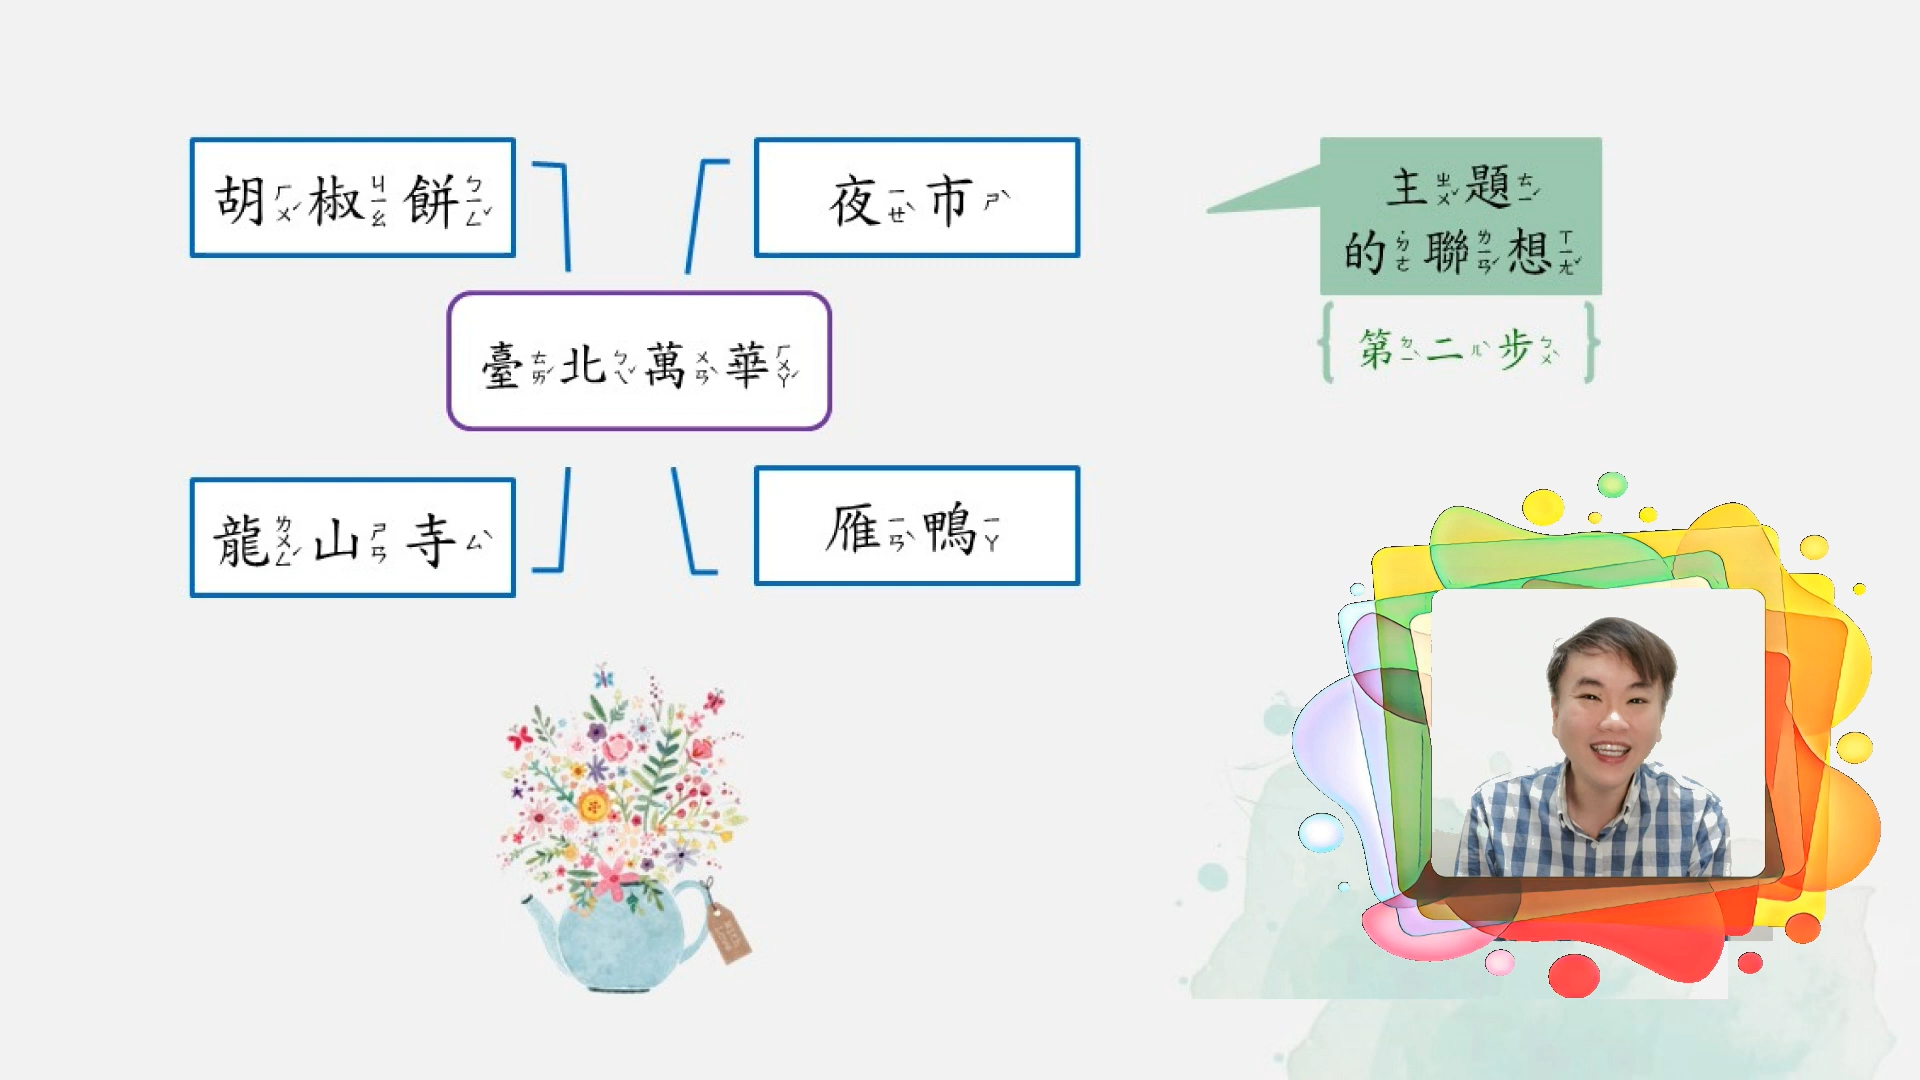 胡椒餅
夜市
臺北萬華
龍山寺
雁鴨
主題
的聯想
第二步